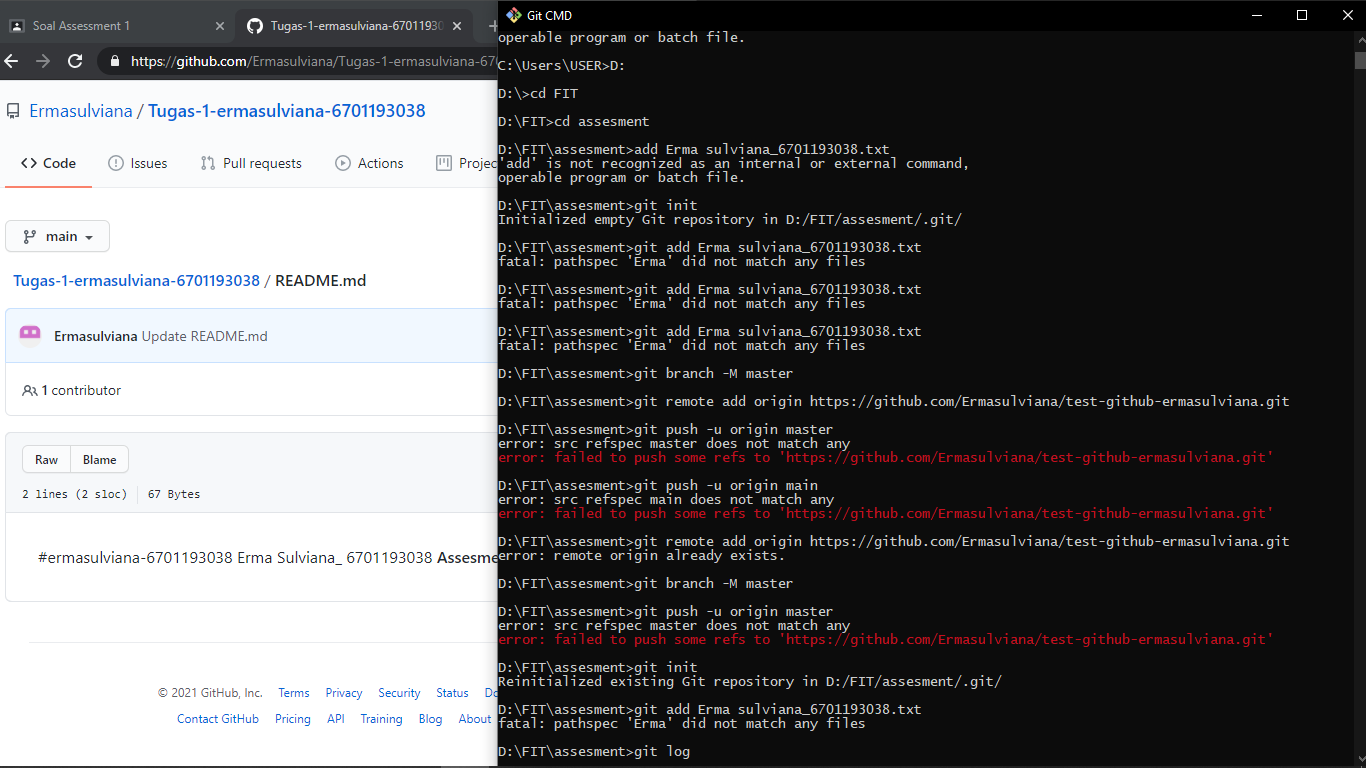 Soal Assessment 1
Tugas-1-ermasulviana-6701193
https://github.com/Ermasulviana/Tugas-1-ermasulviana-67
Ermasulviana / Tugas-1-ermasulviana-6701193038
Code
Issues
Pull requests
Actions
Projec
main
Tugas-1-ermasulviana-6701193038 / README.md
Ermasulviana Update README.md
1 contributor
Raw
Blame
2 lines (2 sloc)
67 Bytes
#ermasulviana-6701193038 Erma Sulviana_ 6701193038 Assesme
© 2021 GitHub, Inc.
Terms
Privacy
Security
Status
Do
Contact GitHub
Pricing
API
Training
Blog
About
Git CMD
operable program or batch file.
C:\Users\USER>D:
D:\>cd FIT
D:\FIT>cd assesment
D:\FIT\assesment>add Erma sulviana_6701193038.txt
'add' is not recognized as an internal or external command,
operable program or batch file.
D:\FIT\assesment>git init
Initialized empty Git repository in D:/FIT/assesment/.git/
D:\FIT\assesment>git add Erma sulviana_6701193038.txt
fatal: pathspec 'Erma' did not match any files
D:\FIT\assesment>git add Erma sulviana_6701193038.txt
fatal: pathspec 'Erma' did not match any files
D:\FIT\assesment>git add Erma sulviana_6701193038.txt
fatal: pathspec 'Erma' did not match any files
D:\FIT\assesment>git branch -M master
D:\FIT\assesment>git remote add origin https://github.com/Ermasulviana/test-github-ermasulviana.git
D:\FIT\assesment>git push -u origin master
error: src refspec master does not match any
error: failed to push some refs to 'https://github.com/Ermasulviana/test-github-ermasulviana.git'
D:\FIT\assesment>git push -u origin main
error: src refspec main does not match any
error: failed to push some refs to 'https://github.com/Ermasulviana/test-github-ermasulviana.git'
D:\FIT\assesment>git remote add origin https://github.com/Ermasulviana/test-github-ermasulviana.git
error: remote origin already exists.
D:\FIT\assesment>git branch -M master
D:\FIT\assesment>git push -u origin master
error: src refspec master does not match any
error: failed to push some refs to 'https://github.com/Ermasulviana/test-github-ermasulviana.git'
D:\FIT\assesment>git init
Reinitialized existing Git repository in D:/FIT/assesment/.git/
D:\FIT\assesment>git add Erma sulviana_6701193038.txt
fatal: pathspec 'Erma' did not match any files
D:\FIT\assesment>git log